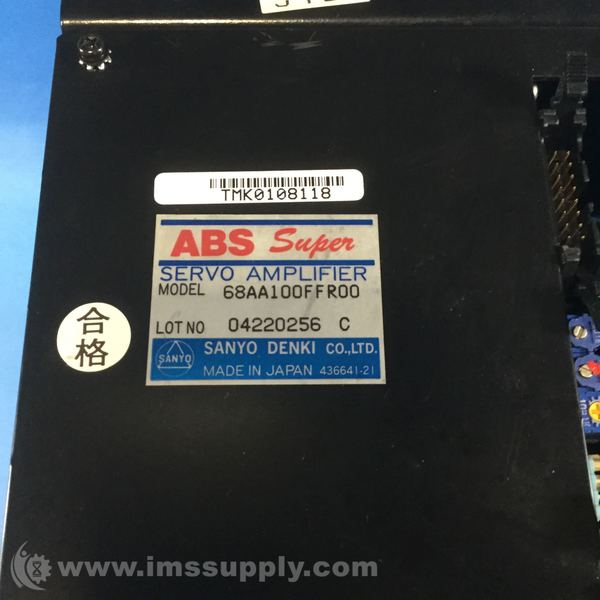 TMK0108118
ABS Super
SERVO AMPLIFIER
MODEL 68AA100FFR00
LOT NO 04220256 C
SANYO
SANYO DENKI CO.,LTD.
MADE IN JAPAN 436641-21
合格
www.imssupply.com